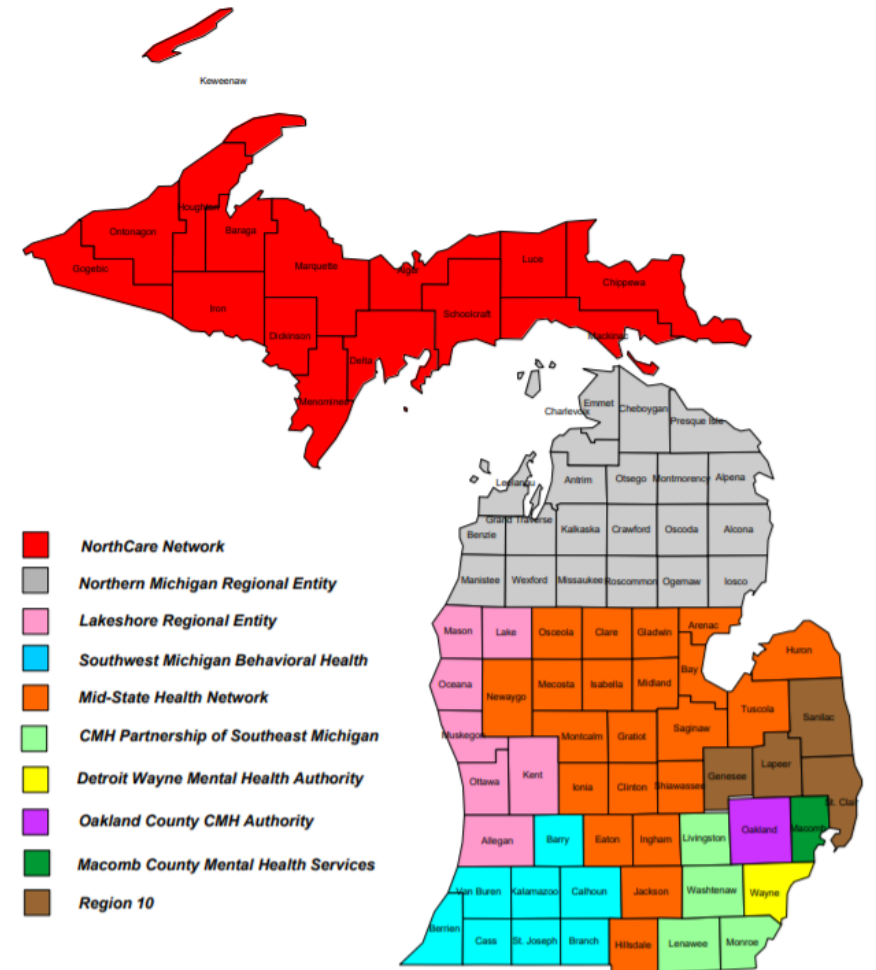 Keweenaw
Houghton
Ontonagon
Baraga
Gogebic
Marquette
Alger
Luce
Chippewa
Iron
Schoolcraft
Dickinson
Mackinac
Delta
Menominee
Emmet
Charlevoix
Cheboygan
Presque Isle
Leelanau
Antrim
Otsego
Montmorency
Alpena
Grand Traverse
Benzie
Kalkaska
Crawford
Oscoda
Alcona
Manistee
Wexford
Missaukee
Roscommon
Ogemaw
Iosco
Mason
Lake
Osceola
Clare
Gladwin
Arenac
Huron
Oceana
Newaygo
Mecosta
Isabella
Midland
Bay
Tuscola
Sanilac
Muskegon
Montcalm
Gratiot
Saginaw
Ottawa
Kent
Ionia
Clinton
Shiawassee
Genesee
Lapeer
St. Clair
Allegan
Barry
Eaton
Ingham
Livingston
Oakland
Macomb
Van Buren
Kalamazoo
Calhoun
Jackson
Washtenaw
Wayne
Berrien
Cass
St. Joseph
Branch
Hillsdale
Lenawee
Monroe
NorthCare Network
Northern Michigan Regional Entity
Lakeshore Regional Entity
Southwest Michigan Behavioral Health
Mid-State Health Network
CMH Partnership of Southeast Michigan
Detroit Wayne Mental Health Authority
Oakland County CMH Authority
Macomb County Mental Health Services
Region 10